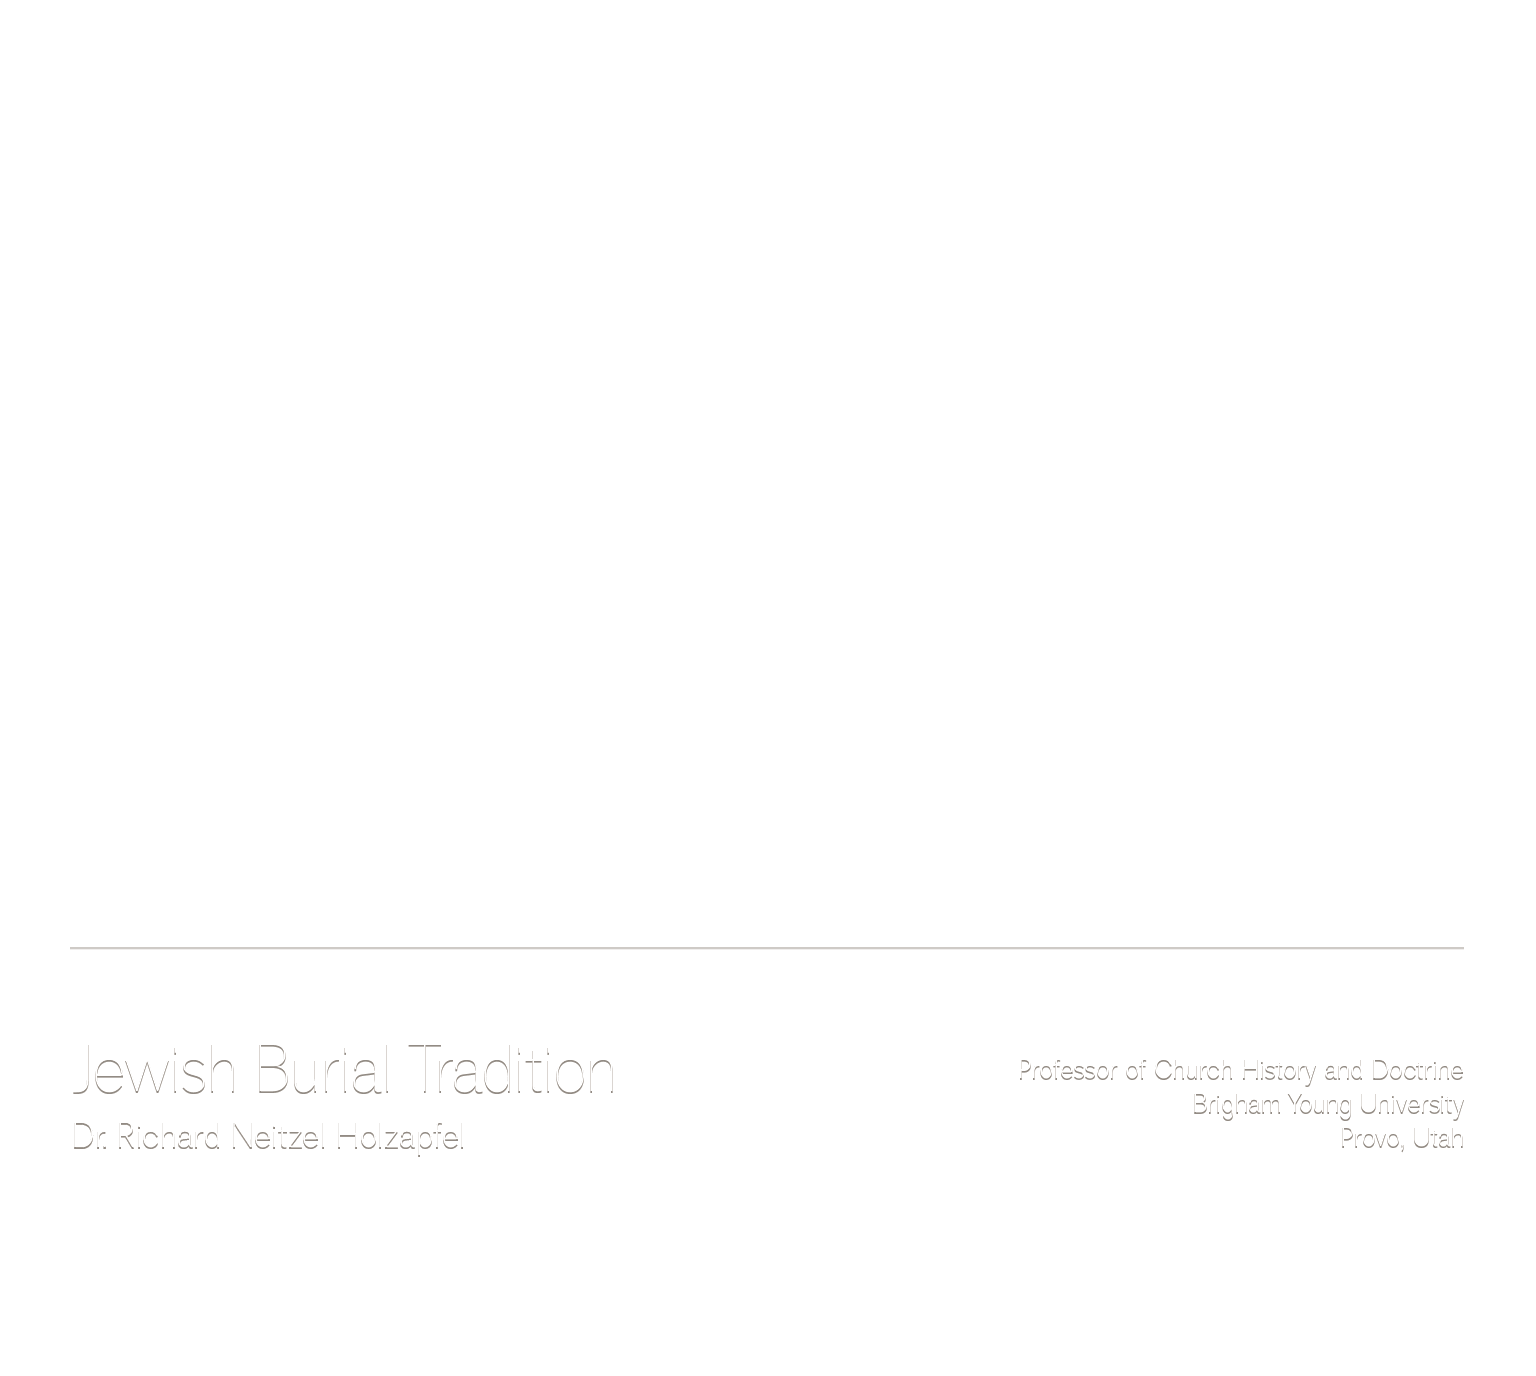 Jewish Burial Tradition
Dr. Richard Neitzel Holzapfel
Professor of Church History and Doctrine
Brigham Young University
Provo, Utah